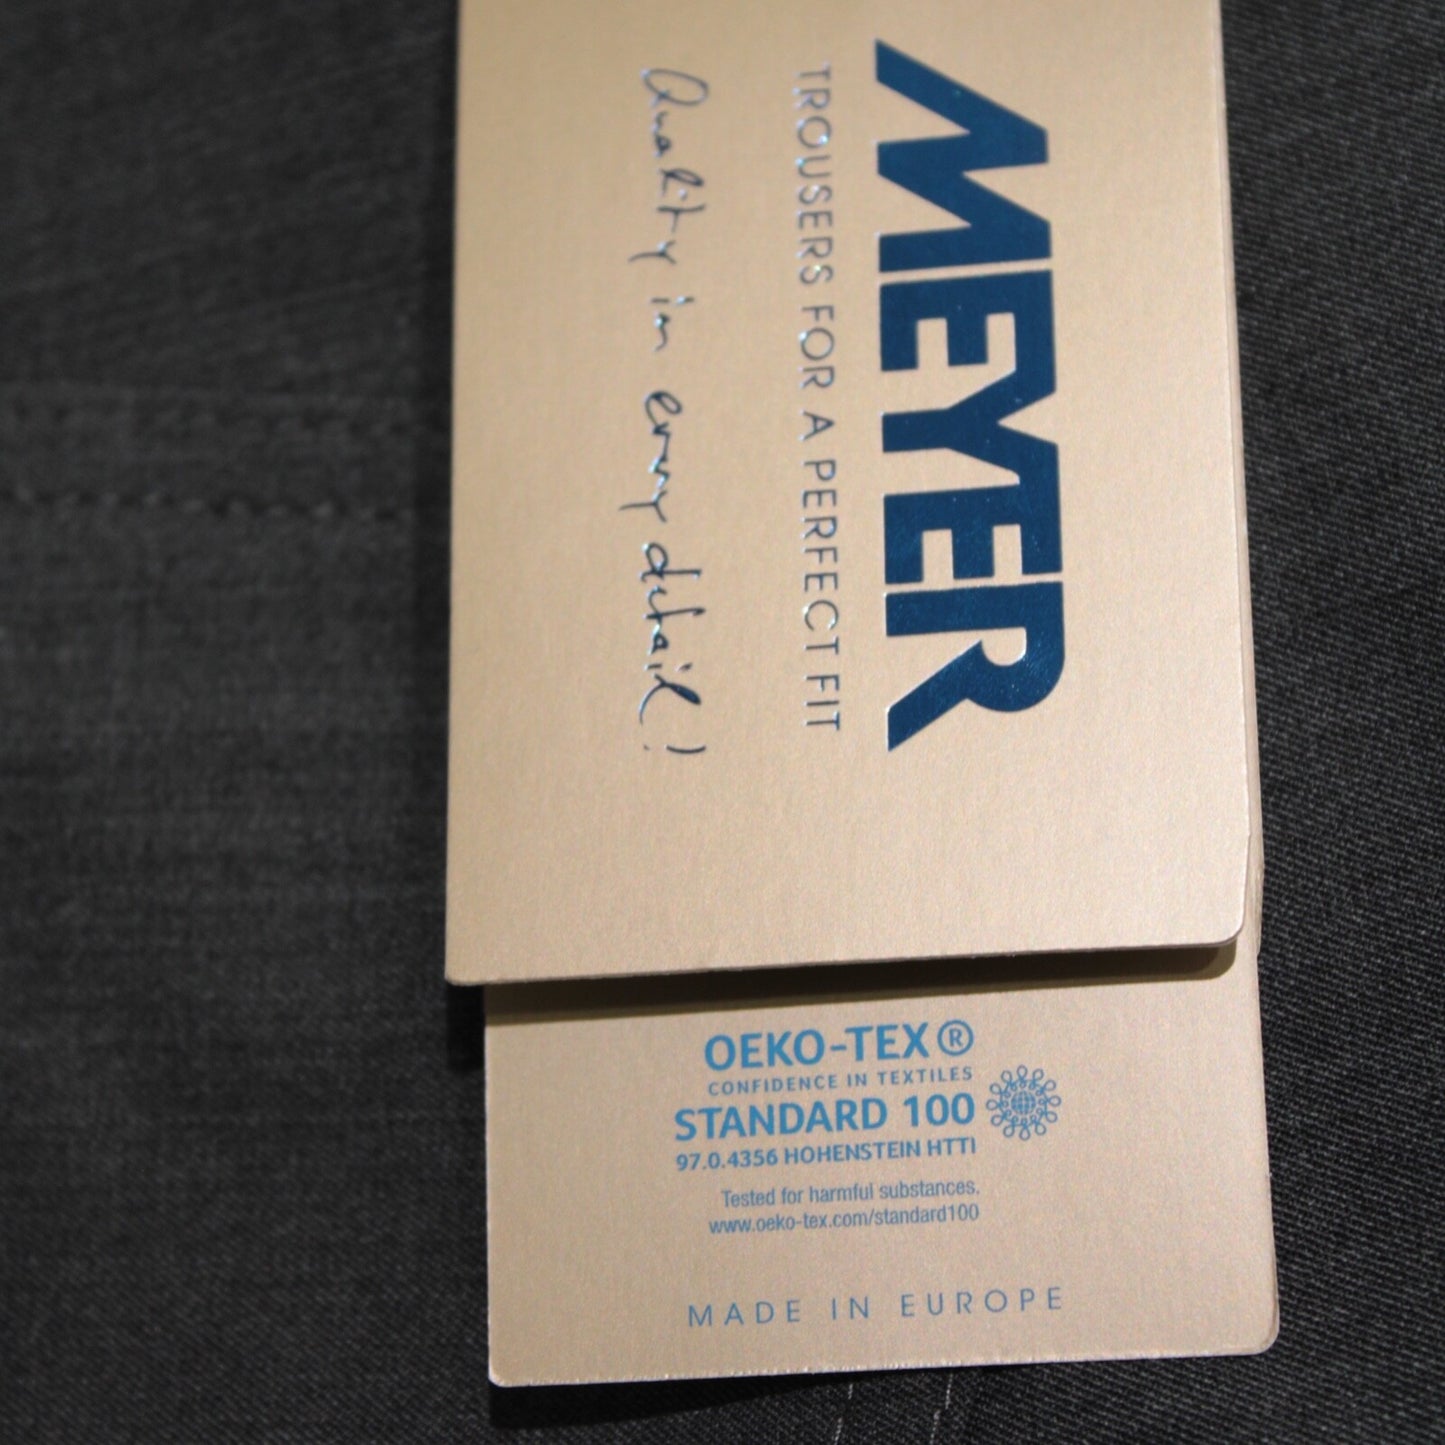 MEYER
TROUSERS FOR A PERFECT FIT
Quality in every detail!
OEKO-TEX®
CONFIDENCE IN TEXTILES
STANDARD 100
97.0.4356 HOHENSTEIN HTTI
Tested for harmful substances.
www.oeko-tex.com/standard100
MADE IN EUROPE